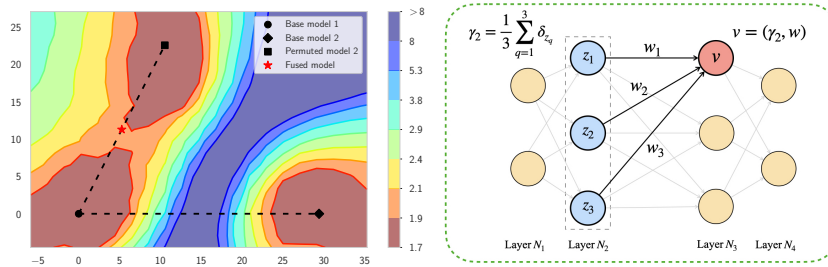 Base model 1
Base model 2
Permuted model 2
Fused model
25
20
15
10
5
0
−5 0 5 10 15 20 25 30 35
>8
8
5.3
3.8
2.9
2.4
2.1
1.9
1.7
γ₂ = 1/3 ∑_{q=1}^{3} δ_{z_q}
v = (γ₂, w)
z₁ w₁ v
w₂
z₂
w₃
z₃
Layer N₁ Layer N₂ Layer N₃ Layer N₄